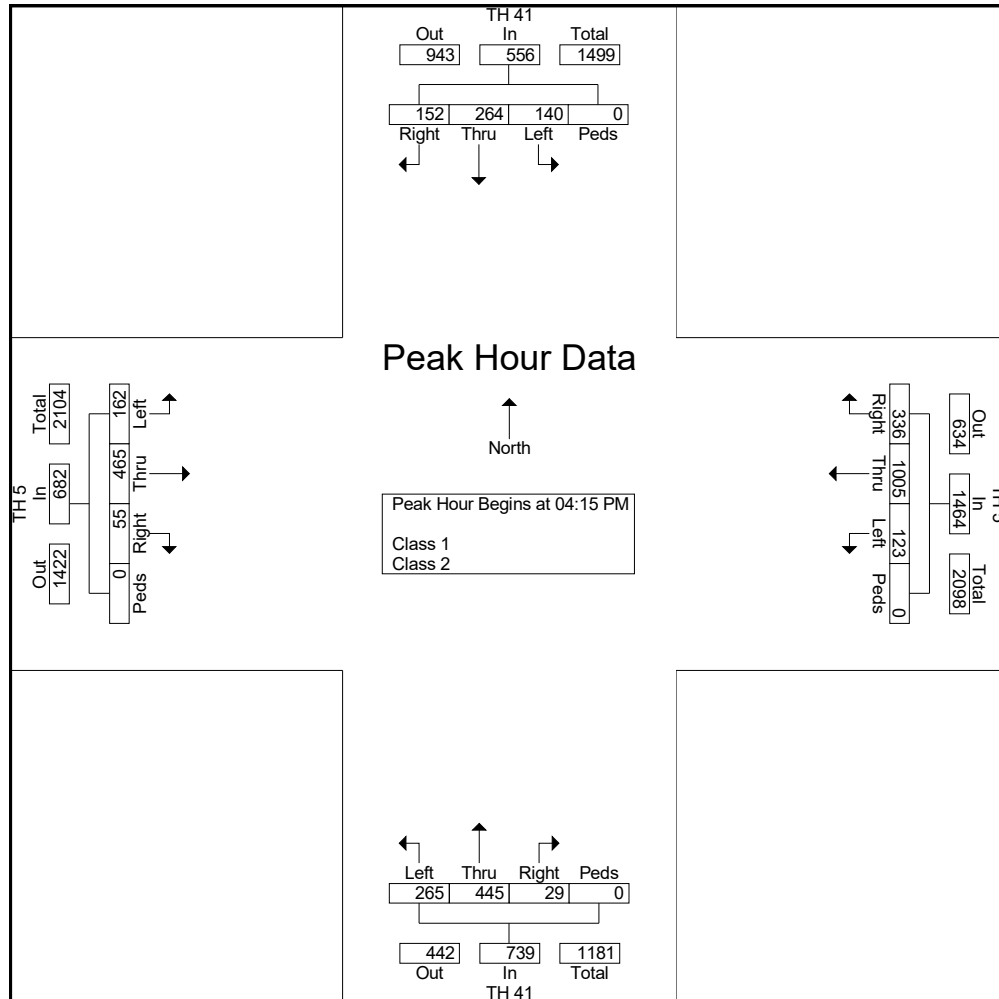 TH 41
Out In Total
943 556 1499
152 264 140 0
Right Thru Left Peds
Peak Hour Data
North
Peak Hour Begins at 04:15 PM
Class 1
Class 2
TH 5
Total In Out
2104 682 1422
162 465 55 0
Left Thru Right Peds
Right Thru Left Peds
336 1005 123 0
Out In Total
634 1464 2098
Left Thru Right Peds
265 445 29 0
442 739 1181
Out In Total
TH 41